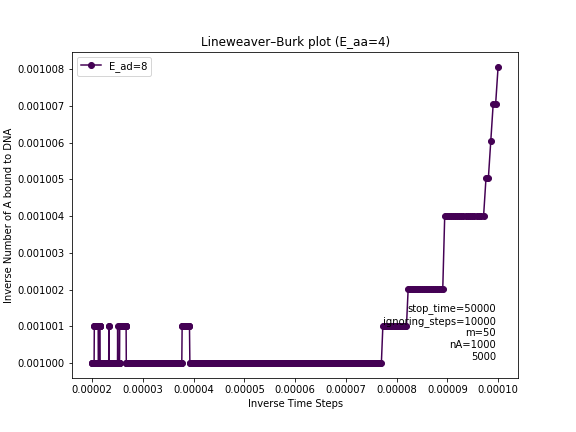 Lineweaver–Burk plot (E_aa=4)
E_ad=8
0.001008
0.001007
0.001006
0.001005
0.001004
0.001003
0.001002
0.001001
0.001000
Inverse Number of A bound to DNA
stop_time=50000
ignoring_steps=10000
m=50
nA=1000
5000
0.00002 0.00003 0.00004 0.00005 0.00006 0.00007 0.00008 0.00009 0.00010
Inverse Time Steps